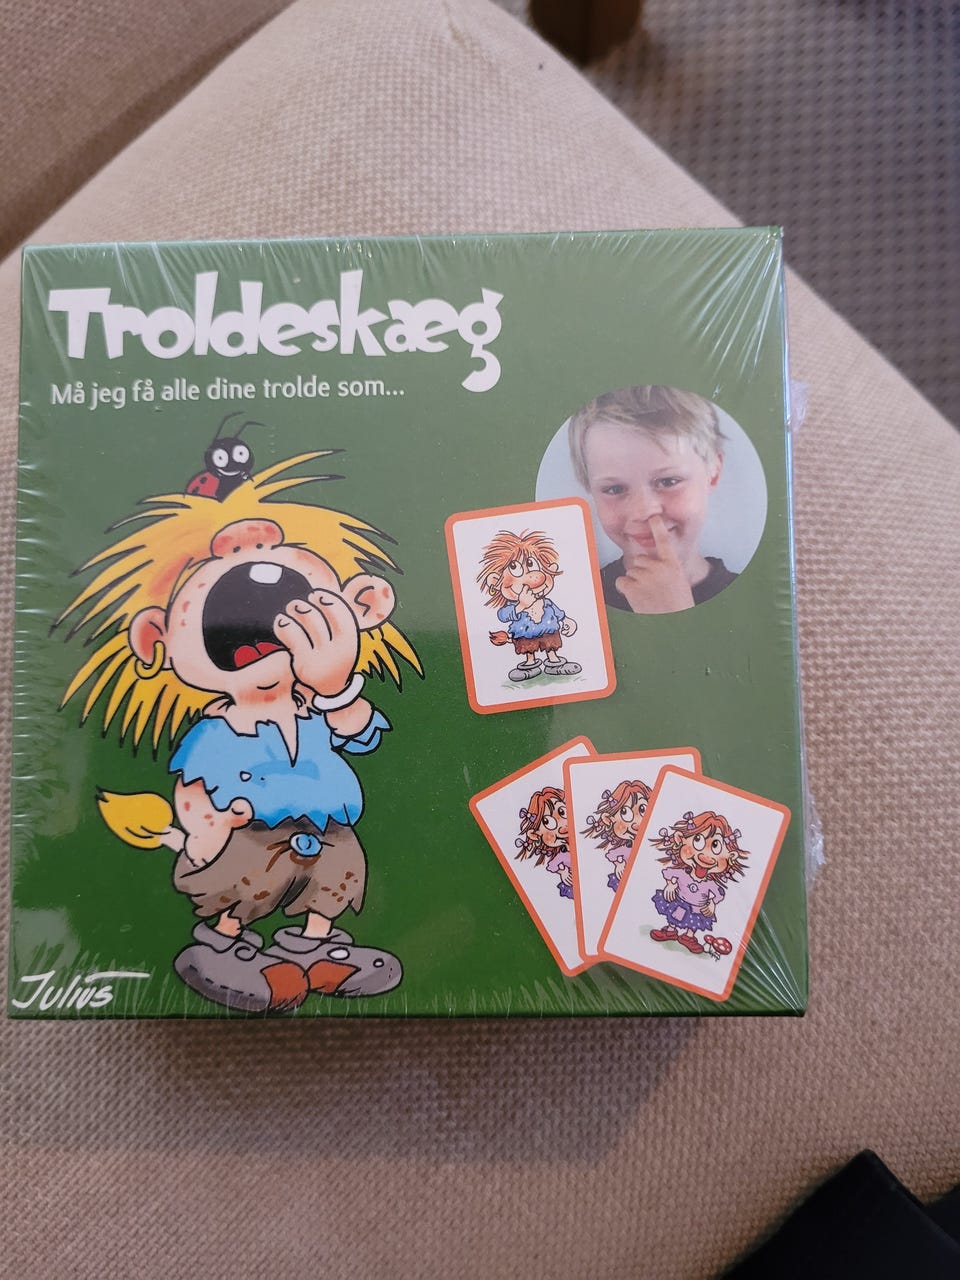 Troldeskæg
Må jeg få alle dine trolde som...
Julius